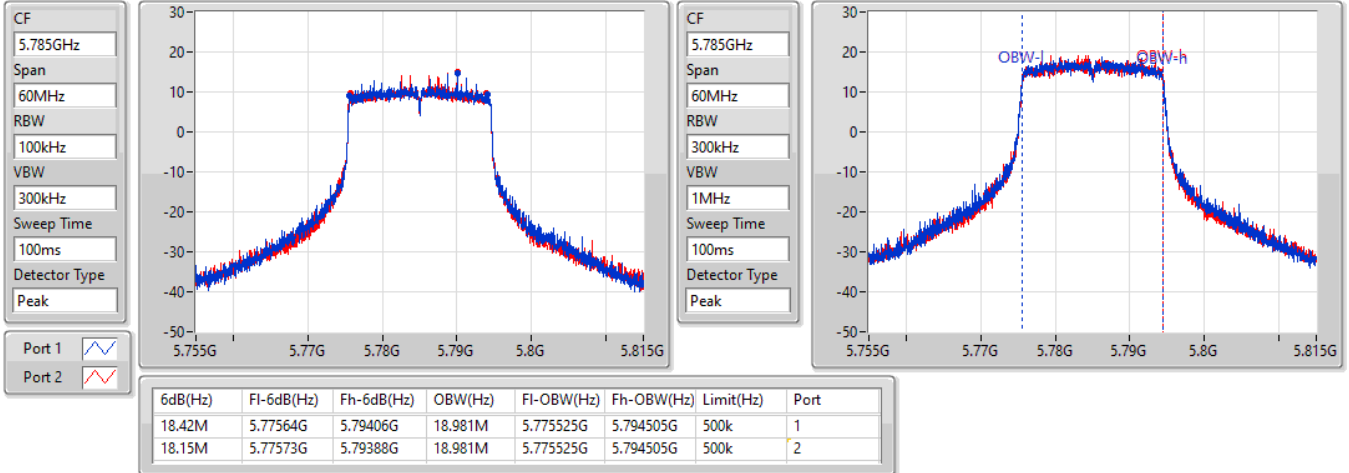 CF
5.785GHz
Span
60MHz
RBW
100kHz
VBW
300kHz
Sweep Time
100ms
Detector Type
Peak
Port 1
Port 2
30
20
10
0
-10
-20
-30
-40
-50
5.755G 5.77G 5.78G 5.79G 5.8G 5.815G
CF
5.785GHz
Span
60MHz
RBW
300kHz
VBW
1MHz
Sweep Time
100ms
Detector Type
Peak
30
20
10
0
-10
-20
-30
-40
-50
OBW-l OBW-h
5.755G 5.77G 5.78G 5.79G 5.8G 5.815G
6dB(Hz) Fl-6dB(Hz) Fh-6dB(Hz) OBW(Hz) Fl-OBW(Hz) Fh-OBW(Hz) Limit(Hz) Port
18.42M 5.77564G 5.79406G 18.981M 5.775525G 5.794505G 500k 1
18.15M 5.77573G 5.79388G 18.981M 5.775525G 5.794505G 500k 2